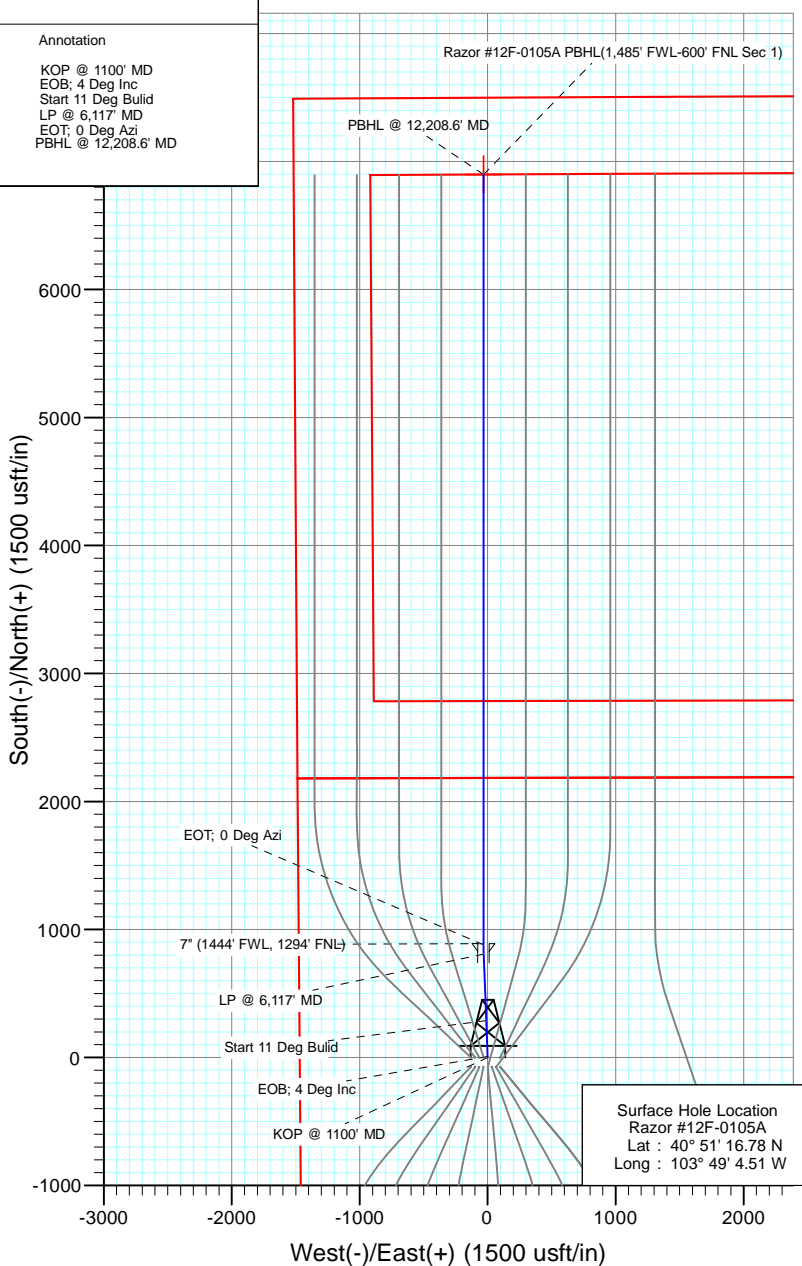 Annotation
KOP @ 1100' MD
EOB; 4 Deg Inc
Start 11 Deg Bulid
LP @ 6,117' MD
EOT; 0 Deg Azi
PBHL @ 12,208.6' MD
Razor #12F-0105A PBHL(1,485' FWL-600' FNL Sec 1)
PBHL @ 12,208.6' MD
6000
5000
4000
3000
2000
1000
0
-1000
South(-)/North(+) (1500 usft/in)
EOT; 0 Deg Azi
7" (1444' FWL, 1294' FNL)
LP @ 6,117' MD
Start 11 Deg Bulid
EOB; 4 Deg Inc
KOP @ 1100' MD
Surface Hole Location
Razor #12F-0105A
Lat : 40° 51' 16.78 N
Long : 103° 49' 4.51 W
-3000
-2000
-1000
0
1000
2000
West(-)/East(+) (1500 usft/in)